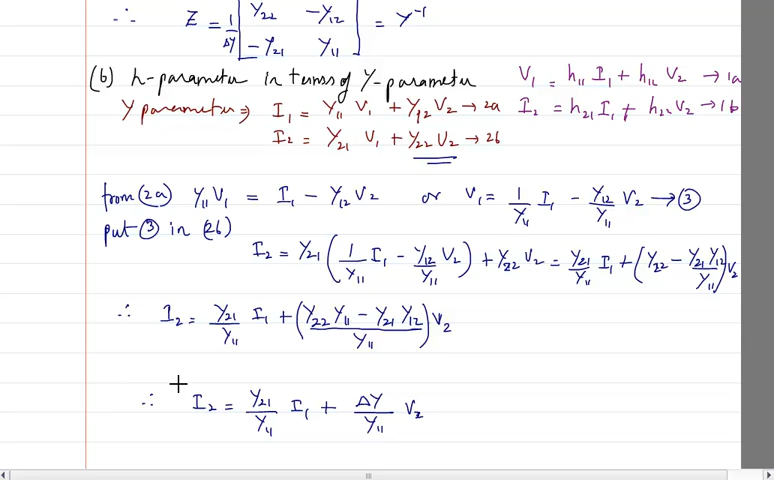 ∴ Z = 1/ΔY [Y22 −Y12 −Y21 Y11] = Y⁻¹
(b) h-parameter in terms of Y-parameter
V1 = h11 I1 + h12 V2 → 1a
Y parameter ⇒ I1 = Y11 V1 + Y12 V2 → 2a
I2 = h21 I1 + h22 V2 → 1b
I2 = Y21 V1 + Y22 V2 → 2b
from (2a) Y11V1 = I1 − Y12V2 or V1 = 1/Y11 I1 − Y12/Y11 V2 → (3)
put (3) in (2b)
I2 = Y21 (1/Y11 I1 − Y12/Y11 V2) + Y22 V2 = Y21/Y11 I1 + (Y22 − Y21 Y12/Y11) V2
∴ I2 = Y21/Y11 I1 + (Y22 Y11 − Y21 Y12 / Y11) V2
∴ I2 = Y21/Y11 I1 + ΔY/Y11 V2